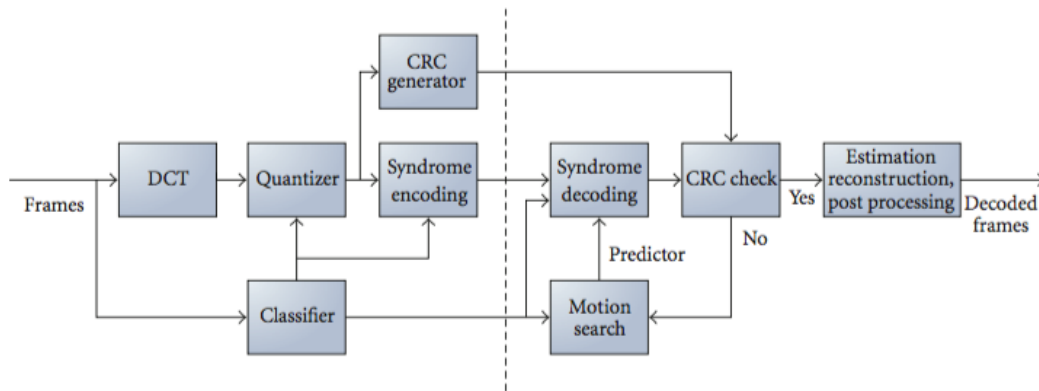 CRC
generator
Frames
DCT
Quantizer
Syndrome
encoding
Syndrome
decoding
CRC check
Yes
Estimation
reconstruction,
post processing
Decoded
frames
No
Predictor
Classifier
Motion
search